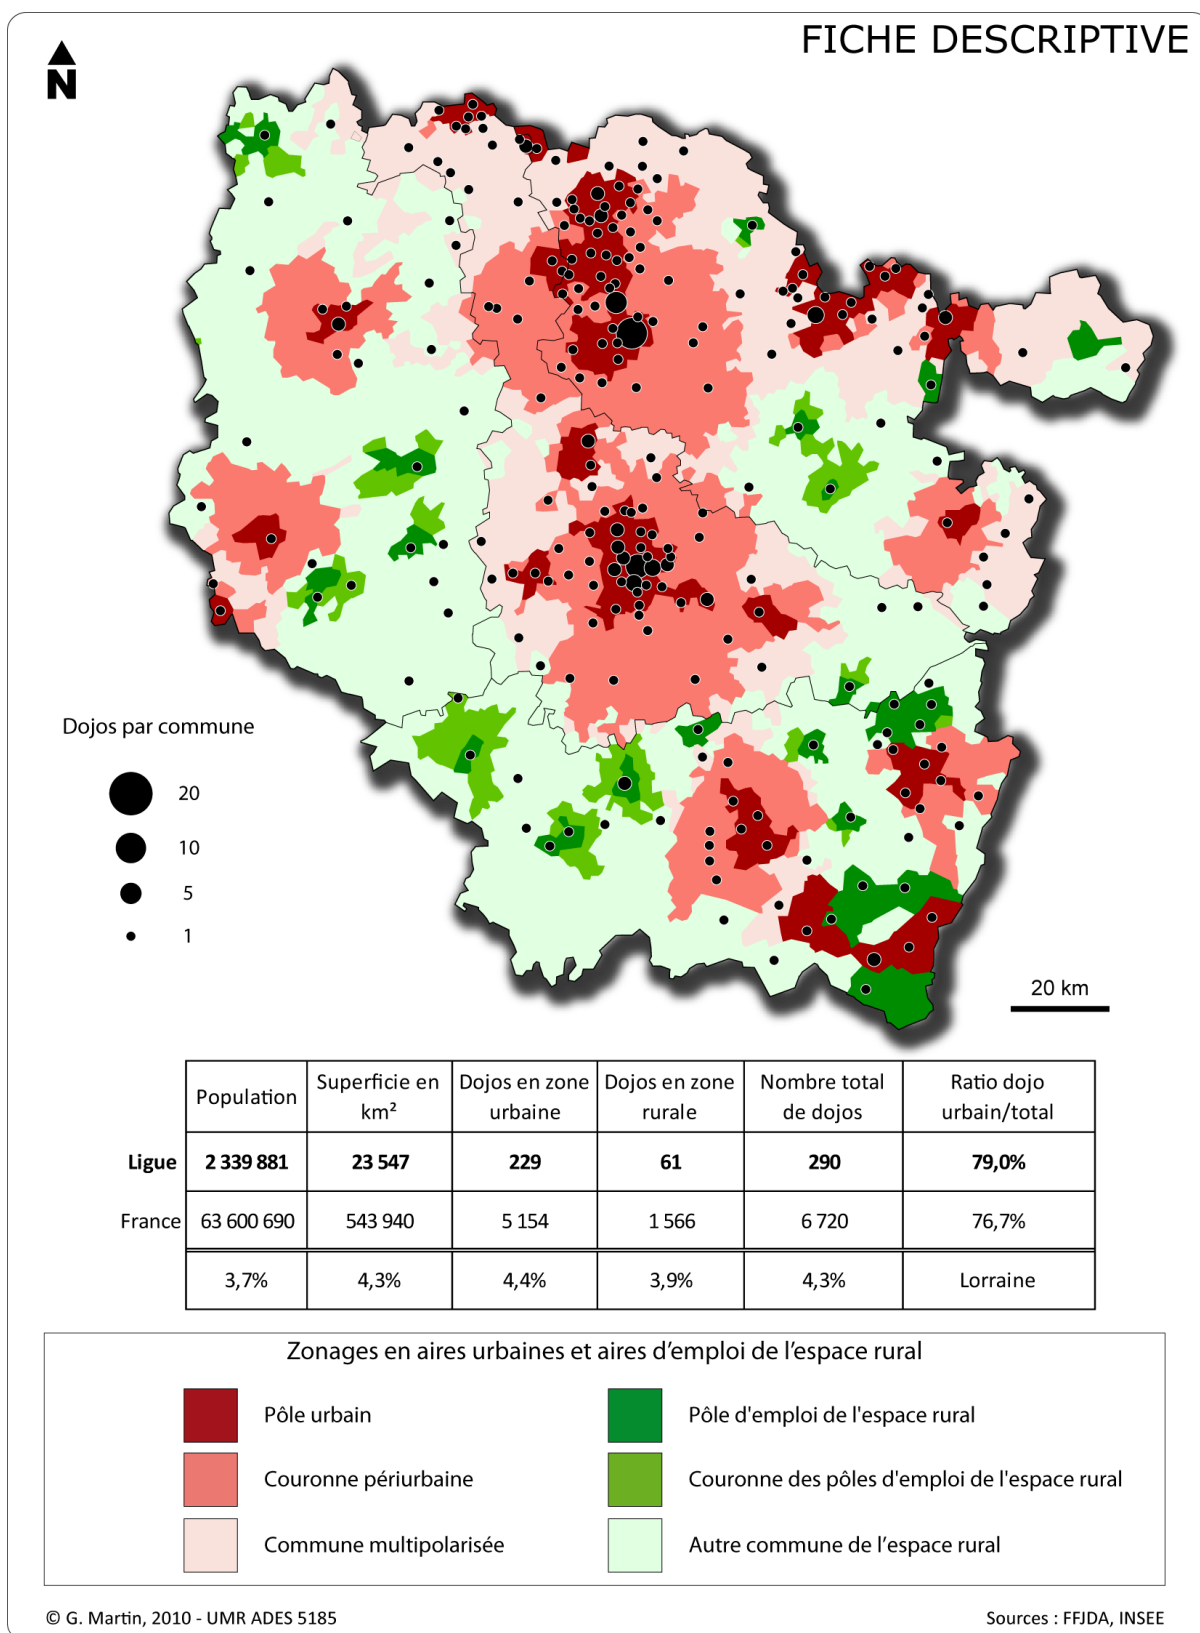 FICHE DESCRIPTIVE
N
Dojos par commune
20
10
5
1
20 km
Population
Superficie en km²
Dojos en zone urbaine
Dojos en zone rurale
Nombre total de dojos
Ratio dojo urbain/total
Ligue 2 339 881 23 547 229 61 290 79,0%
France 63 600 690 543 940 5 154 1 566 6 720 76,7%
3,7% 4,3% 4,4% 3,9% 4,3% Lorraine
Zonages en aires urbaines et aires d'emploi de l'espace rural
Pôle urbain
Couronne périurbaine
Commune multipolarisée
Pôle d'emploi de l'espace rural
Couronne des pôles d'emploi de l'espace rural
Autre commune de l'espace rural
© G. Martin, 2010 - UMR ADES 5185
Sources : FFJDA, INSEE